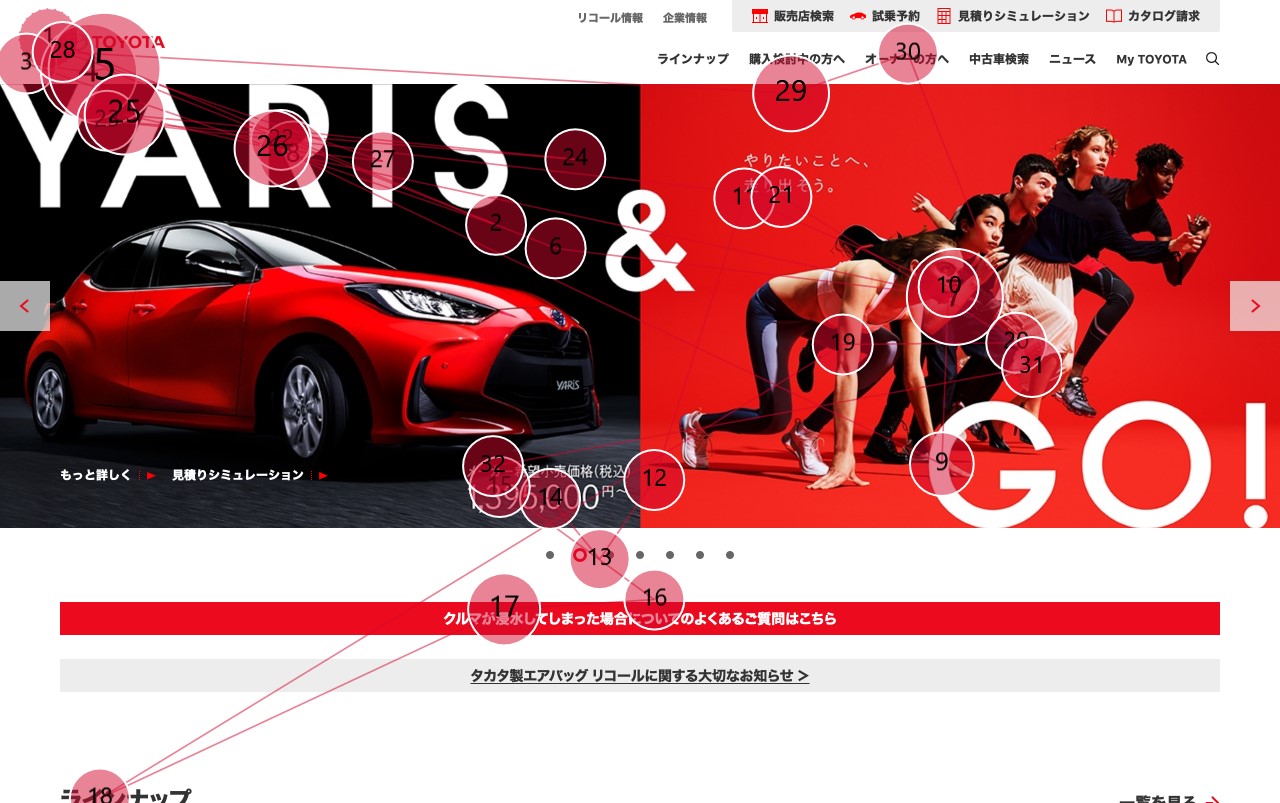 リコール情報 企業情報 販売店検索 試乗予約 見積りシミュレーション カタログ請求
TOYOTA
ラインナップ 購入検討中の方へ オーナーの方へ 中古車検索 ニュース My TOYOTA
YARIS
やりたいことへ、
走り出そう。
&
YARIS
GO!
もっと詳しく 見積りシミュレーション
望小売価格(税込)
1,395,000円~
クルマが浸水してしまった場合についてのよくあるご質問はこちら
タカタ製エアバッグ リコールに関する大切なお知らせ >
ラインナップ
一覧を見る
1
28
3
5
25
26
8
27
24
2
6
29
30
21
10
7
19
20
31
9
32
15
14
12
13
16
17
18